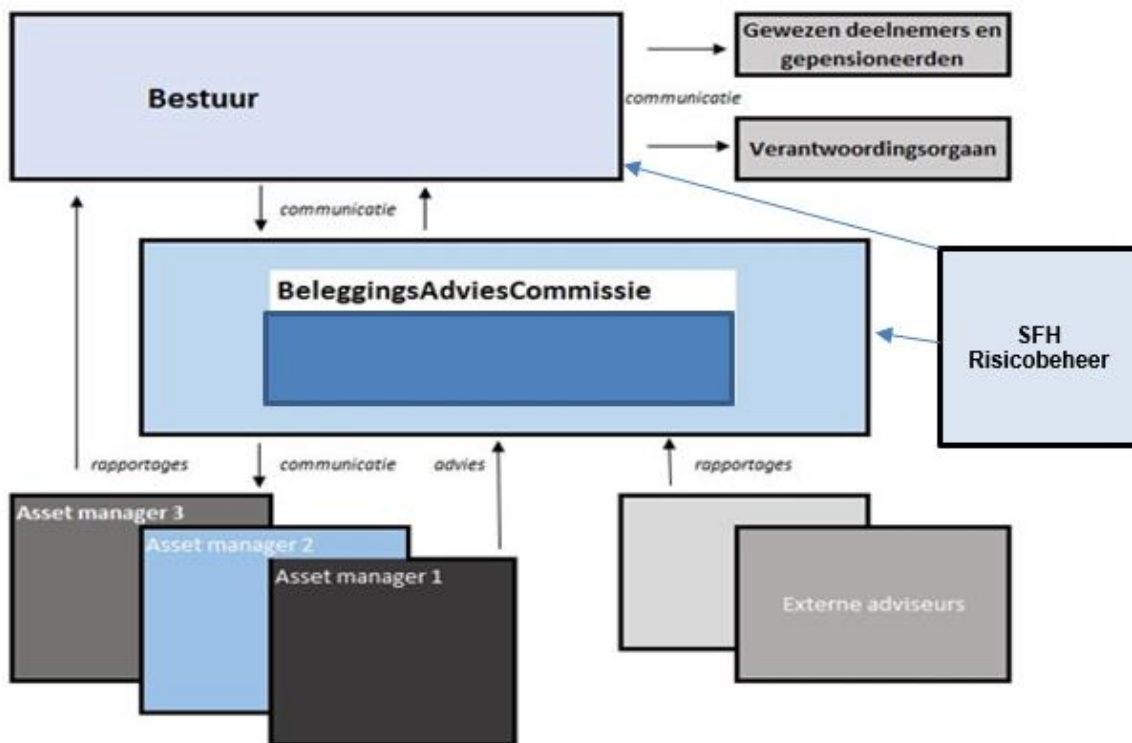 Bestuur
Gewezen deelnemers en
gepensioneerden
communicatie
Verantwoordingsorgaan
communicatie
BeleggingsAdviesCommissie
SFH
Risicobeheer
rapportages
communicatie
advies
rapportages
Asset manager 3
Asset manager 2
Asset manager 1
Externe adviseurs